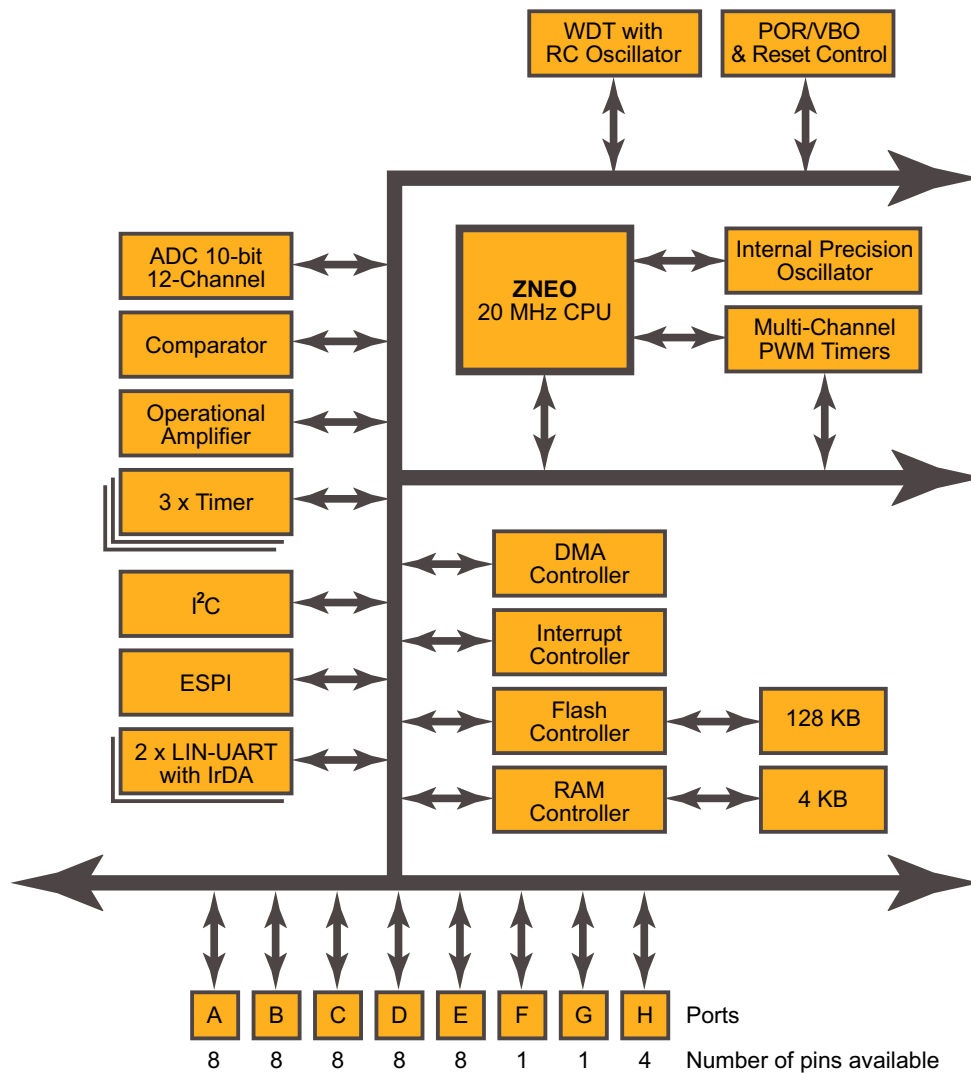 WDT with
RC Oscillator
POR/VBO
& Reset Control
ADC 10-bit
12-Channel
Comparator
Operational
Amplifier
3 x Timer
I²C
ESPI
2 x LIN-UART
with IrDA
ZNEO
20 MHz CPU
Internal Precision
Oscillator
Multi-Channel
PWM Timers
DMA
Controller
Interrupt
Controller
Flash
Controller
128 KB
RAM
Controller
4 KB
A B C D E F G H Ports
8 8 8 8 8 1 1 4 Number of pins available